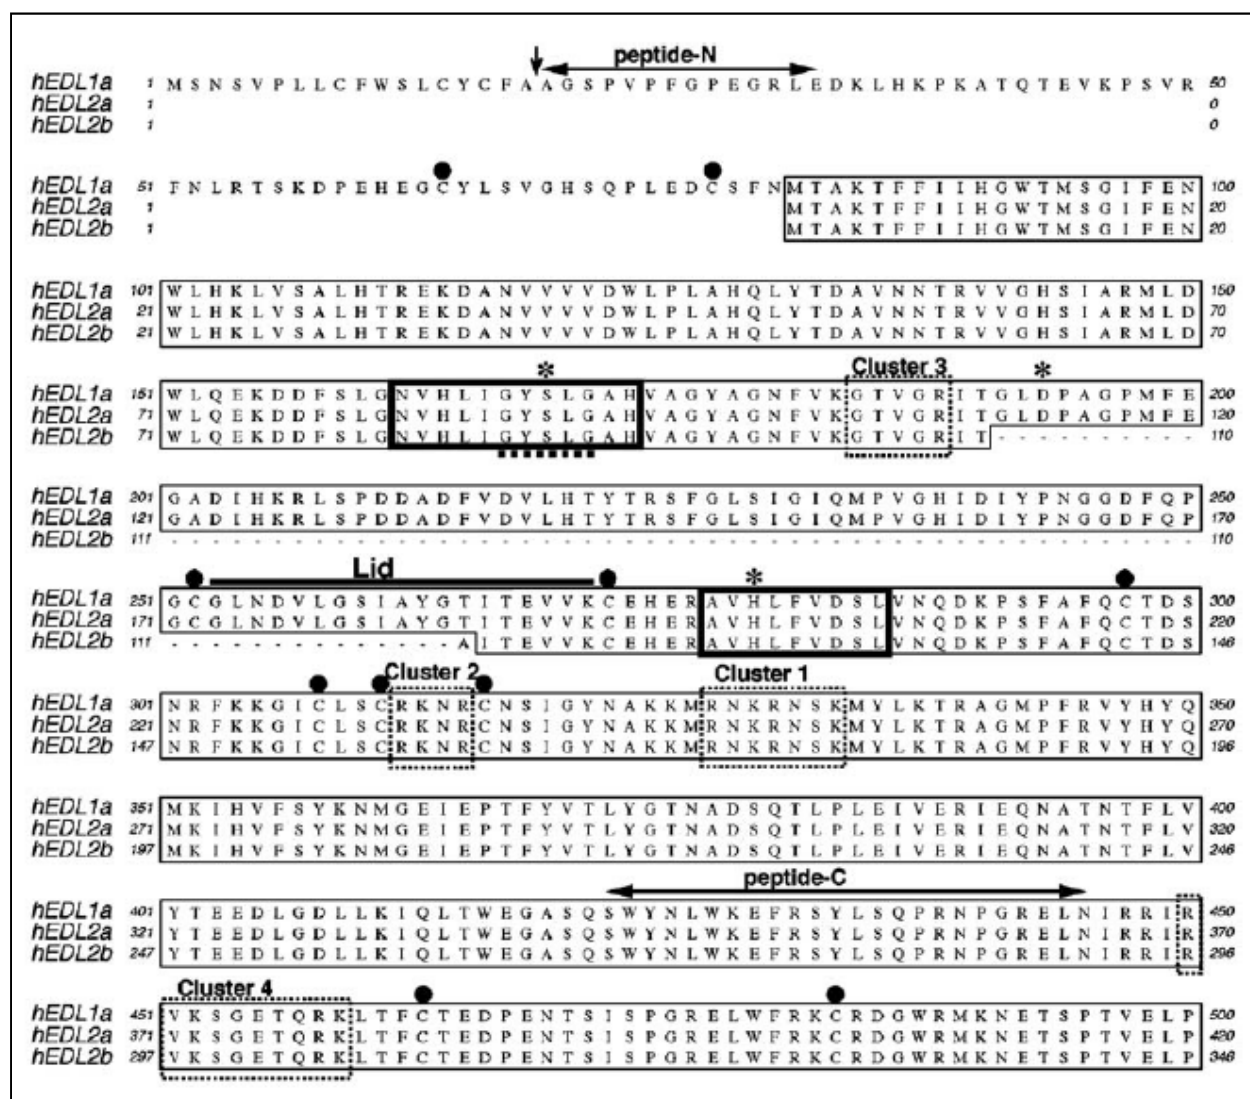 peptide-N
hEDL1a 1 M S N S V P L L C F W S L C Y C F A A G S P V P F G P E G R L E D K L H K P K A T Q T E V K P S V R 50
hEDL2a 1 0
hEDL2b 1 0
hEDL1a 51 F N L R T S K D P E H E G C Y L S V G H S Q P L E D C S F N M T A K T F F I I H G W T M S G I F E N 100
hEDL2a 1 M T A K T F F I I H G W T M S G I F E N 20
hEDL2b 1 M T A K T F F I I H G W T M S G I F E N 20
hEDL1a 101 W L H K L V S A L H T R E K D A N V V V V D W L P L A H Q L Y T D A V N N T R V V G H S I A R M L D 150
hEDL2a 21 W L H K L V S A L H T R E K D A N V V V V D W L P L A H Q L Y T D A V N N T R V V G H S I A R M L D 70
hEDL2b 21 W L H K L V S A L H T R E K D A N V V V V D W L P L A H Q L Y T D A V N N T R V V G H S I A R M L D 70
* Cluster 3 *
hEDL1a 151 W L Q E K D D F S L G N V H L I G Y S L G A H V A G Y A G N F V K G T V G R I T G L D P A G P M F E 200
hEDL2a 71 W L Q E K D D F S L G N V H L I G Y S L G A H V A G Y A G N F V K G T V G R I T G L D P A G P M F E 120
hEDL2b 71 W L Q E K D D F S L G N V H L I G Y S L G A H V A G Y A G N F V K G T V G R I T - - - - - - - - - - 110
hEDL1a 201 G A D I H K R L S P D D A D F V D V L H T Y T R S F G L S I G I Q M P V G H I D I Y P N G G D F Q P 250
hEDL2a 121 G A D I H K R L S P D D A D F V D V L H T Y T R S F G L S I G I Q M P V G H I D I Y P N G G D F Q P 170
hEDL2b 111 - - - - - - - - - - - - - - - - - - - - - - - - - - - - - - - - - - - - - - - - - - - - - - - - - - 110
Lid *
hEDL1a 251 G C G L N D V L G S I A Y G T I T E V V K C E H E R A V H L F V D S L V N Q D K P S F A F Q C T D S 300
hEDL2a 171 G C G L N D V L G S I A Y G T I T E V V K C E H E R A V H L F V D S L V N Q D K P S F A F Q C T D S 220
hEDL2b 111 - - - - - - - - - - - - - - A I T E V V K C E H E R A V H L F V D S L V N Q D K P S F A F Q C T D S 146
Cluster 2 Cluster 1
hEDL1a 301 N R F K K G I C L S C R K N R C N S I G Y N A K K M R N K R N S K M Y L K T R A G M P F R V Y H Y Q 350
hEDL2a 221 N R F K K G I C L S C R K N R C N S I G Y N A K K M R N K R N S K M Y L K T R A G M P F R V Y H Y Q 270
hEDL2b 147 N R F K K G I C L S C R K N R C N S I G Y N A K K M R N K R N S K M Y L K T R A G M P F R V Y H Y Q 196
hEDL1a 351 M K I H V F S Y K N M G E I E P T F Y V T L Y G T N A D S Q T L P L E I V E R I E Q N A T N T F L V 400
hEDL2a 271 M K I H V F S Y K N M G E I E P T F Y V T L Y G T N A D S Q T L P L E I V E R I E Q N A T N T F L V 320
hEDL2b 197 M K I H V F S Y K N M G E I E P T F Y V T L Y G T N A D S Q T L P L E I V E R I E Q N A T N T F L V 246
peptide-C
hEDL1a 401 Y T E E D L G D L L K I Q L T W E G A S Q S W Y N L W K E F R S Y L S Q P R N P G R E L N I R R I R 450
hEDL2a 321 Y T E E D L G D L L K I Q L T W E G A S Q S W Y N L W K E F R S Y L S Q P R N P G R E L N I R R I R 370
hEDL2b 247 Y T E E D L G D L L K I Q L T W E G A S Q S W Y N L W K E F R S Y L S Q P R N P G R E L N I R R I R 296
Cluster 4
hEDL1a 451 V K S G E T Q R K L T F C T E D P E N T S I S P G R E L W F R K C R D G W R M K N E T S P T V E L P 500
hEDL2a 371 V K S G E T Q R K L T F C T E D P E N T S I S P G R E L W F R K C R D G W R M K N E T S P T V E L P 420
hEDL2b 297 V K S G E T Q R K L T F C T E D P E N T S I S P G R E L W F R K C R D G W R M K N E T S P T V E L P 346